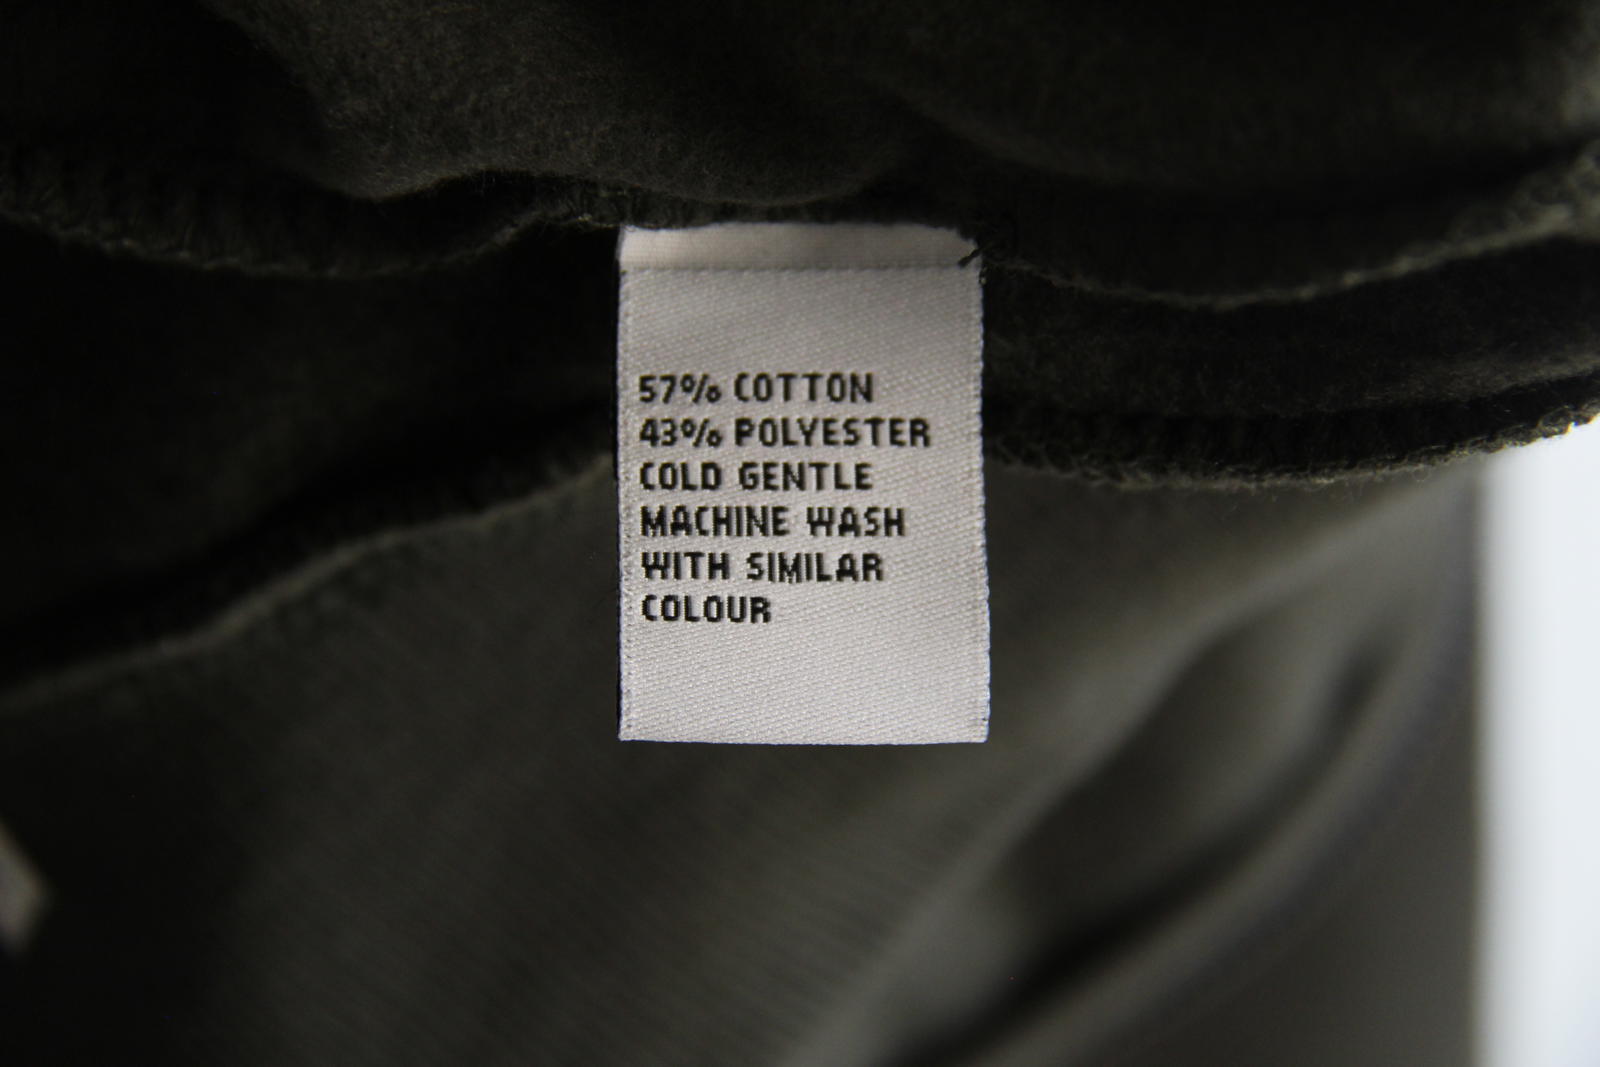 57% COTTON
43% POLYESTER
COLD GENTLE
MACHINE WASH
WITH SIMILAR
COLOUR